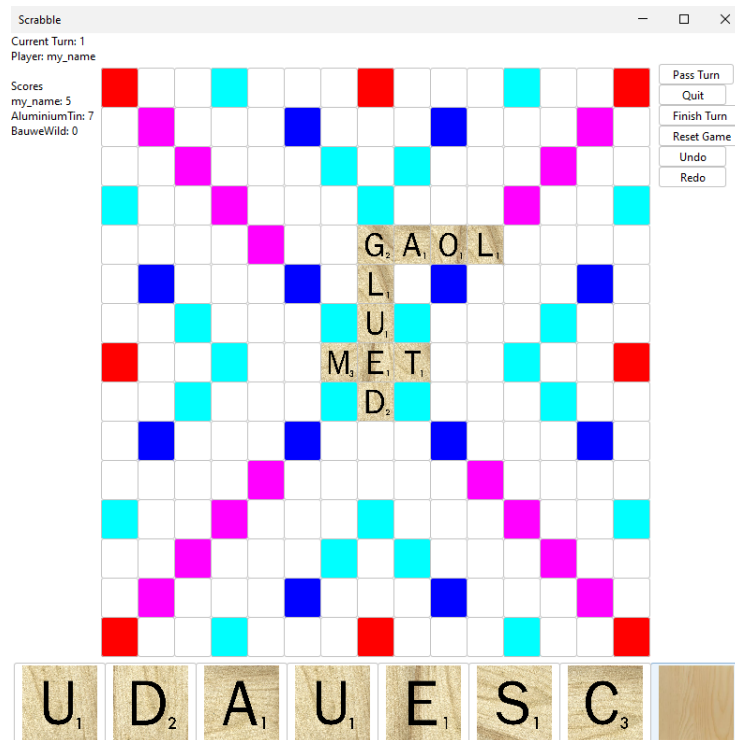 Scrabble
Current Turn: 1
Player: my_name
Scores
my_name: 5
AluminiumTin: 7
BauweWild: 0
Pass Turn
Quit
Finish Turn
Reset Game
Undo
Redo
G2 A1 O1 L1
L1
U1
M3 E1 T1
D2
U1 D2 A1 U1 E1 S1 C3